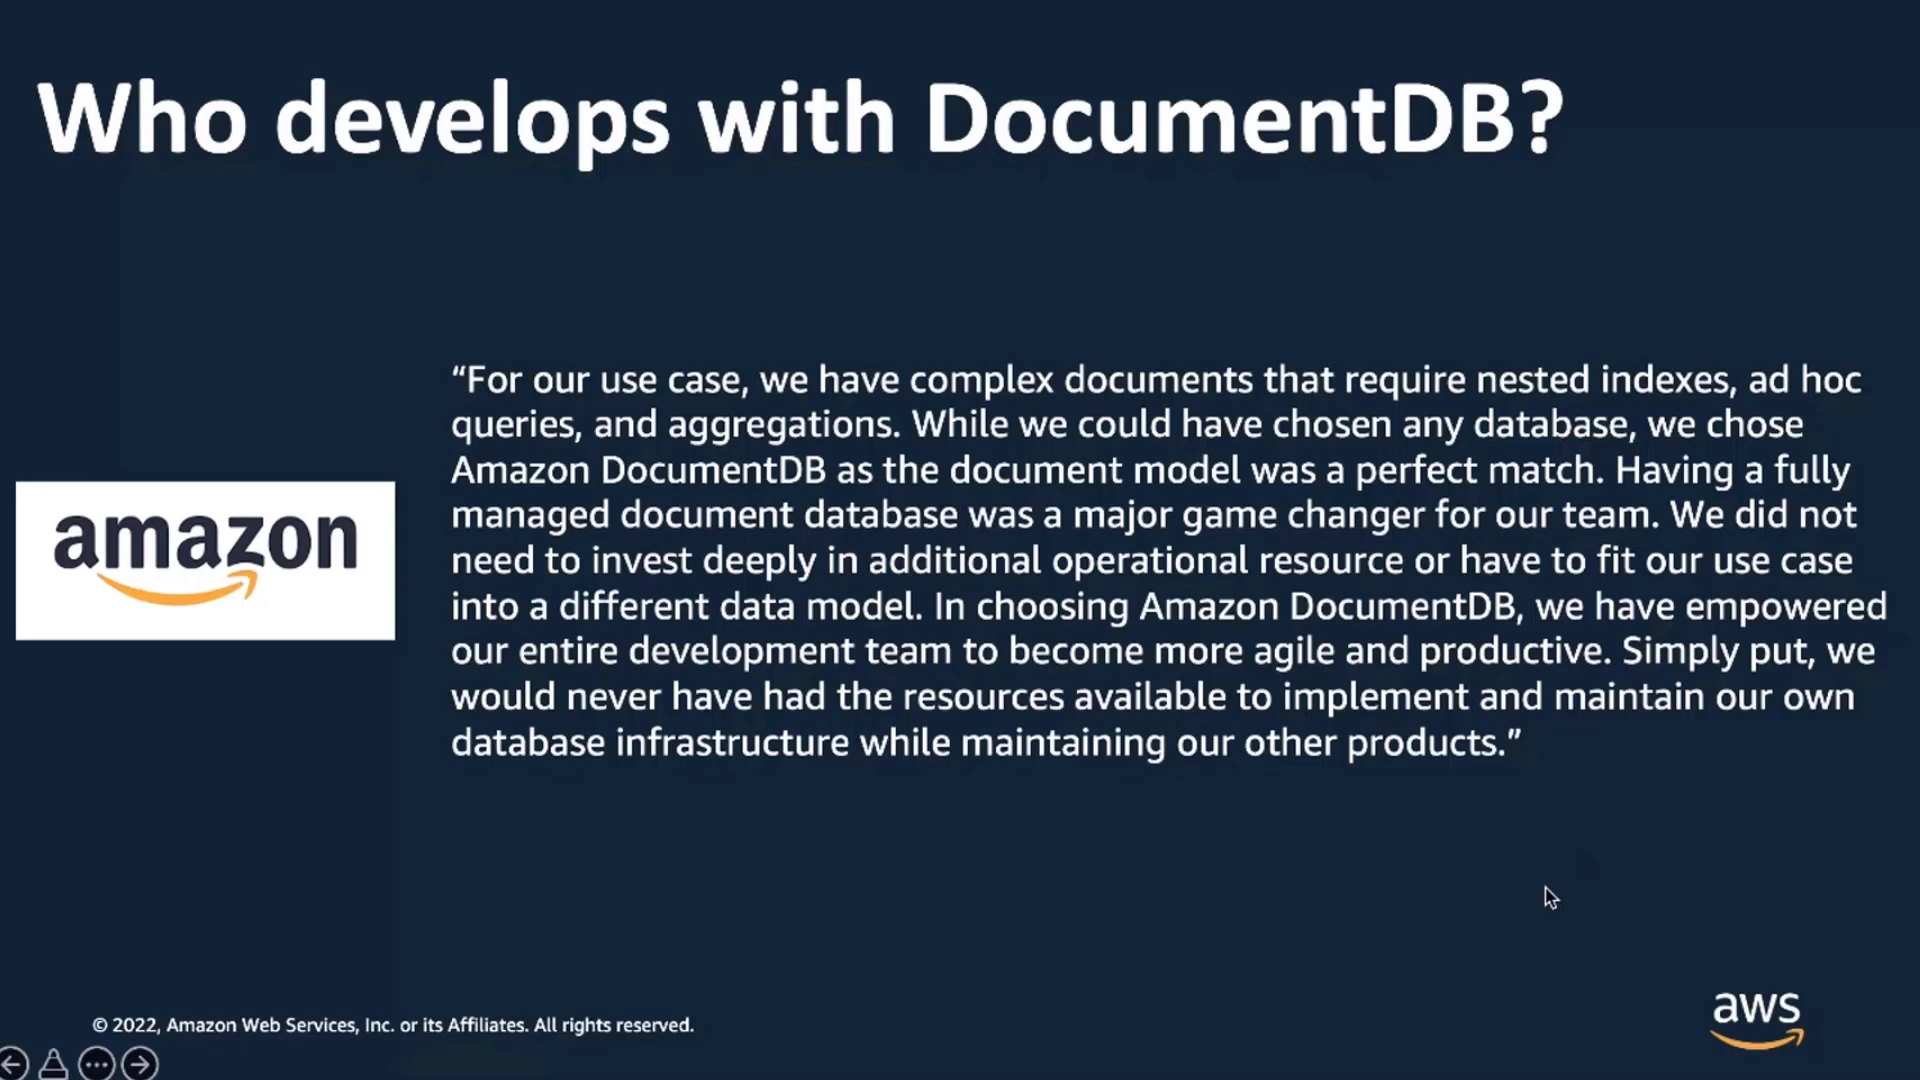 Who develops with DocumentDB?
amazon
“For our use case, we have complex documents that require nested indexes, ad hoc
queries, and aggregations. While we could have chosen any database, we chose
Amazon DocumentDB as the document model was a perfect match. Having a fully
managed document database was a major game changer for our team. We did not
need to invest deeply in additional operational resource or have to fit our use case
into a different data model. In choosing Amazon DocumentDB, we have empowered
our entire development team to become more agile and productive. Simply put, we
would never have had the resources available to implement and maintain our own
database infrastructure while maintaining our other products.”
© 2022, Amazon Web Services, Inc. or its Affiliates. All rights reserved.
aws